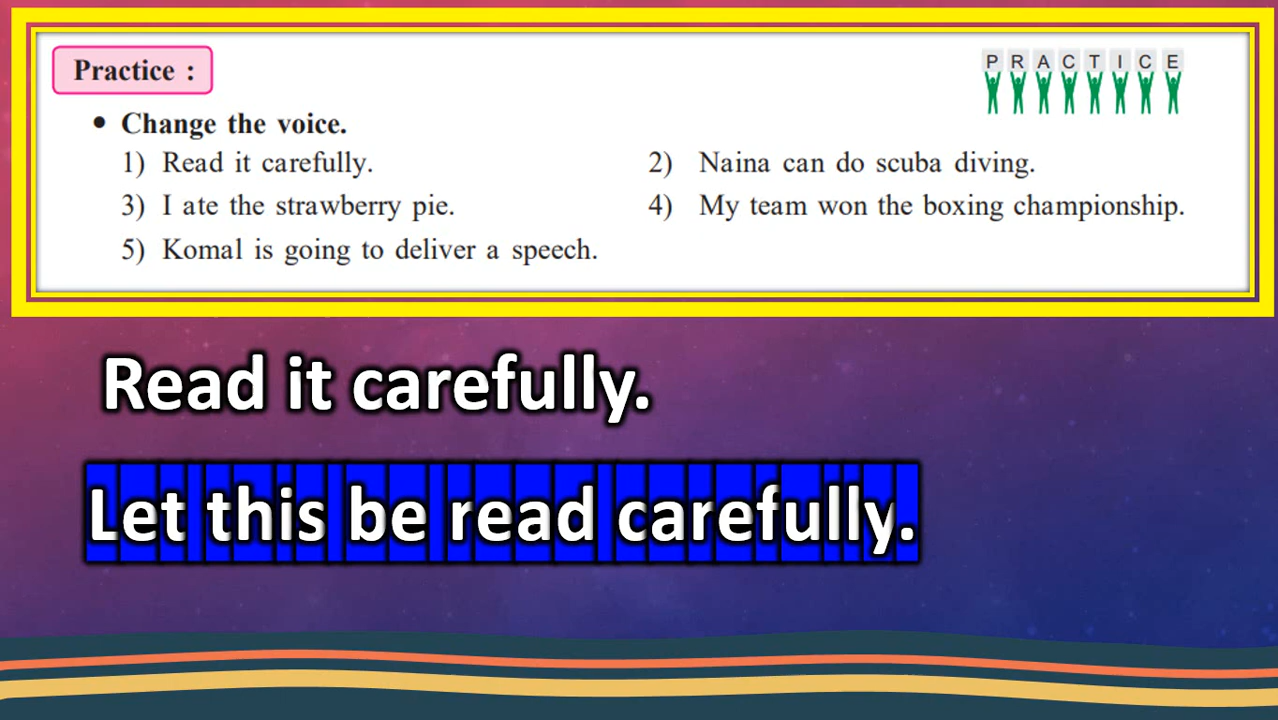 Practice :
PRACTICE
• Change the voice.
1) Read it carefully.
2) Naina can do scuba diving.
3) I ate the strawberry pie.
4) My team won the boxing championship.
5) Komal is going to deliver a speech.
Read it carefully.
Let this be read carefully.